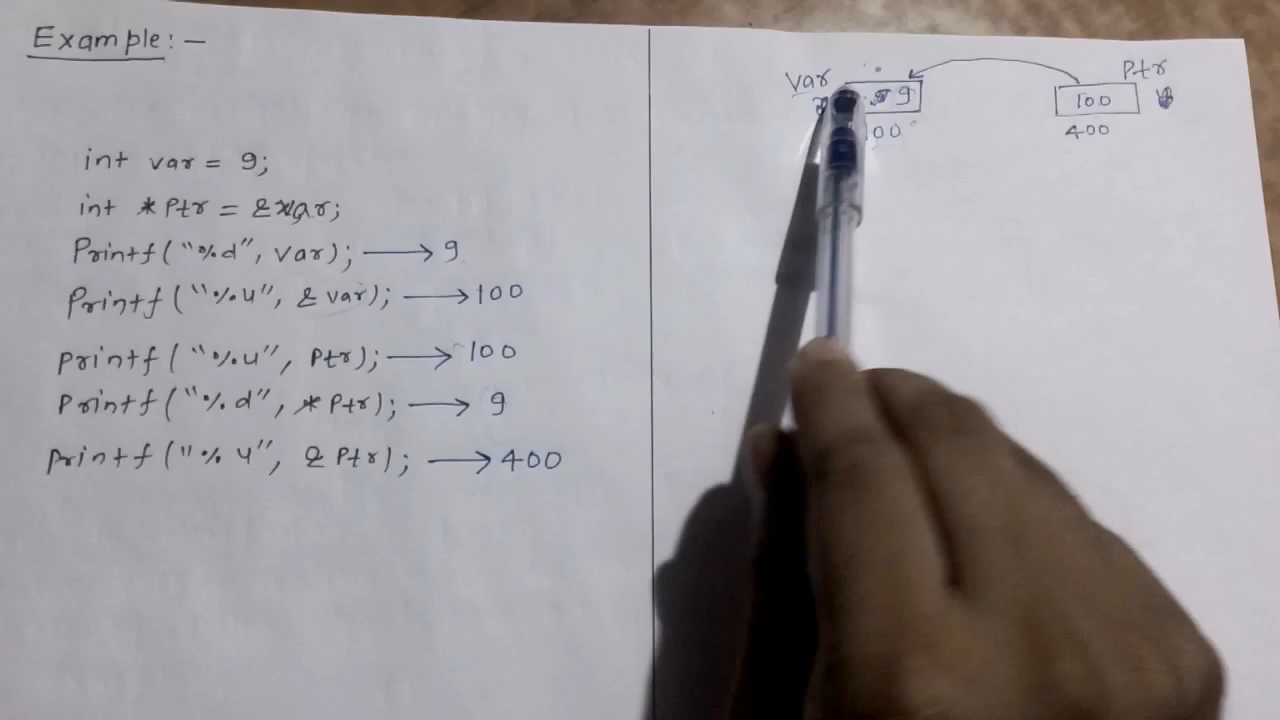 Example:-
int var = 9;
int *Ptr = &var;
Printf("%d", var); → 9
Printf("%u", &var); → 100
printf("%u", Ptr); → 100
printf("%d", *Ptr); → 9
printf("%u", &Ptr); → 400
var Ptr
9 100
100 400